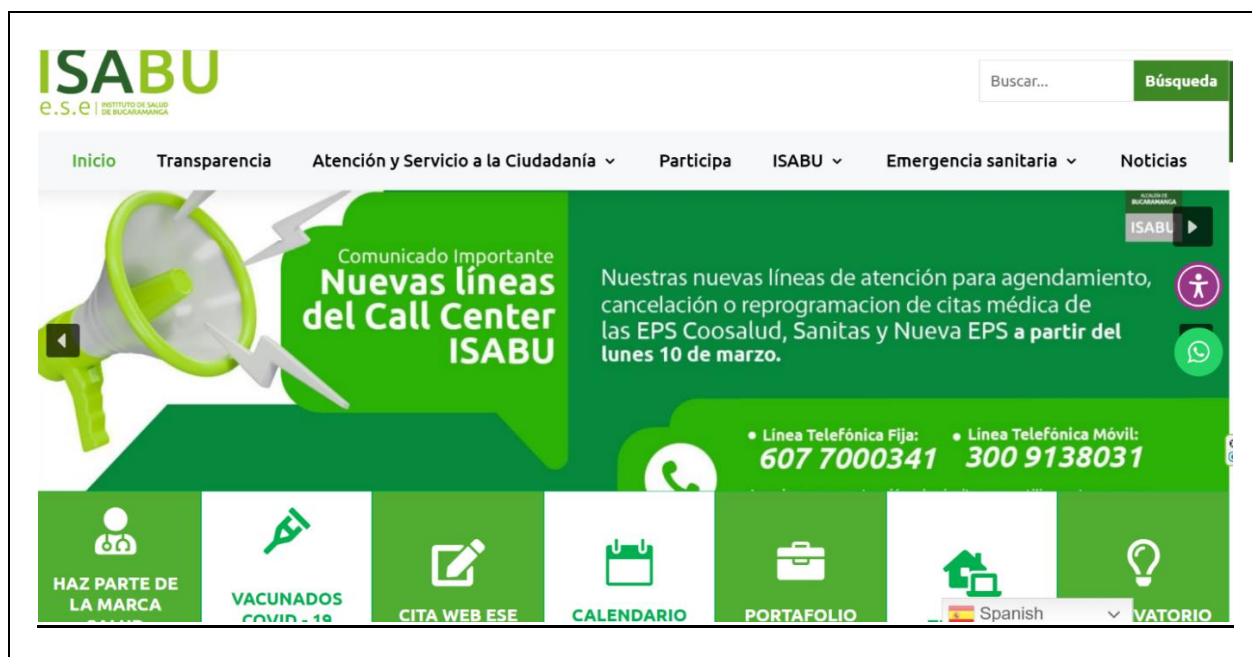 ISABU
e.s.e | INSTITUTO DE SALUD
DE BUCARAMANGA
Buscar...
Búsqueda
Inicio
Transparencia
Atención y Servicio a la Ciudadanía
Participa
ISABU
Emergencia sanitaria
Noticias
ALCALDÍA DE
BUCARAMANGA
ISABU
Comunicado Importante
Nuevas líneas
del Call Center
ISABU
Nuestras nuevas líneas de atención para agendamiento,
cancelación o reprogramacion de citas médica de
las EPS Coosalud, Sanitas y Nueva EPS a partir del
lunes 10 de marzo.
• Línea Telefónica Fija:
607 7000341
• Línea Telefónica Móvil:
300 9138031
HAZ PARTE DE
LA MARCA
SALUD
VACUNADOS
COVID - 19
CITA WEB ESE
CALENDARIO
PORTAFOLIO
Spanish
VATORIO